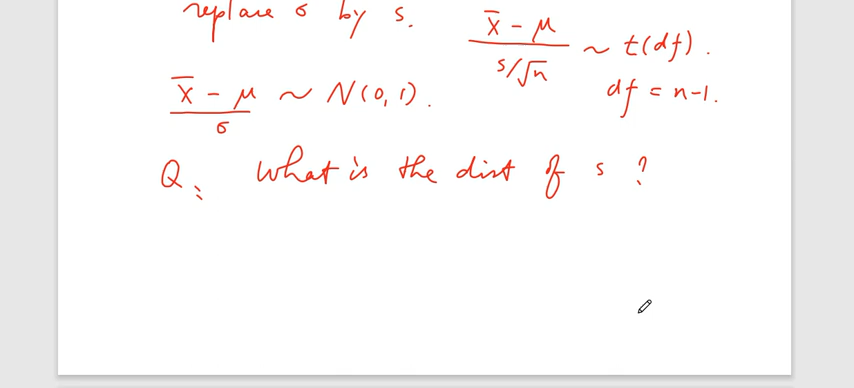 replace σ by s.
x̄ - μ / s/√n ~ t(df).
df = n-1.
x̄ - μ / σ ~ N(0,1).
Q: What is the dist of s ?